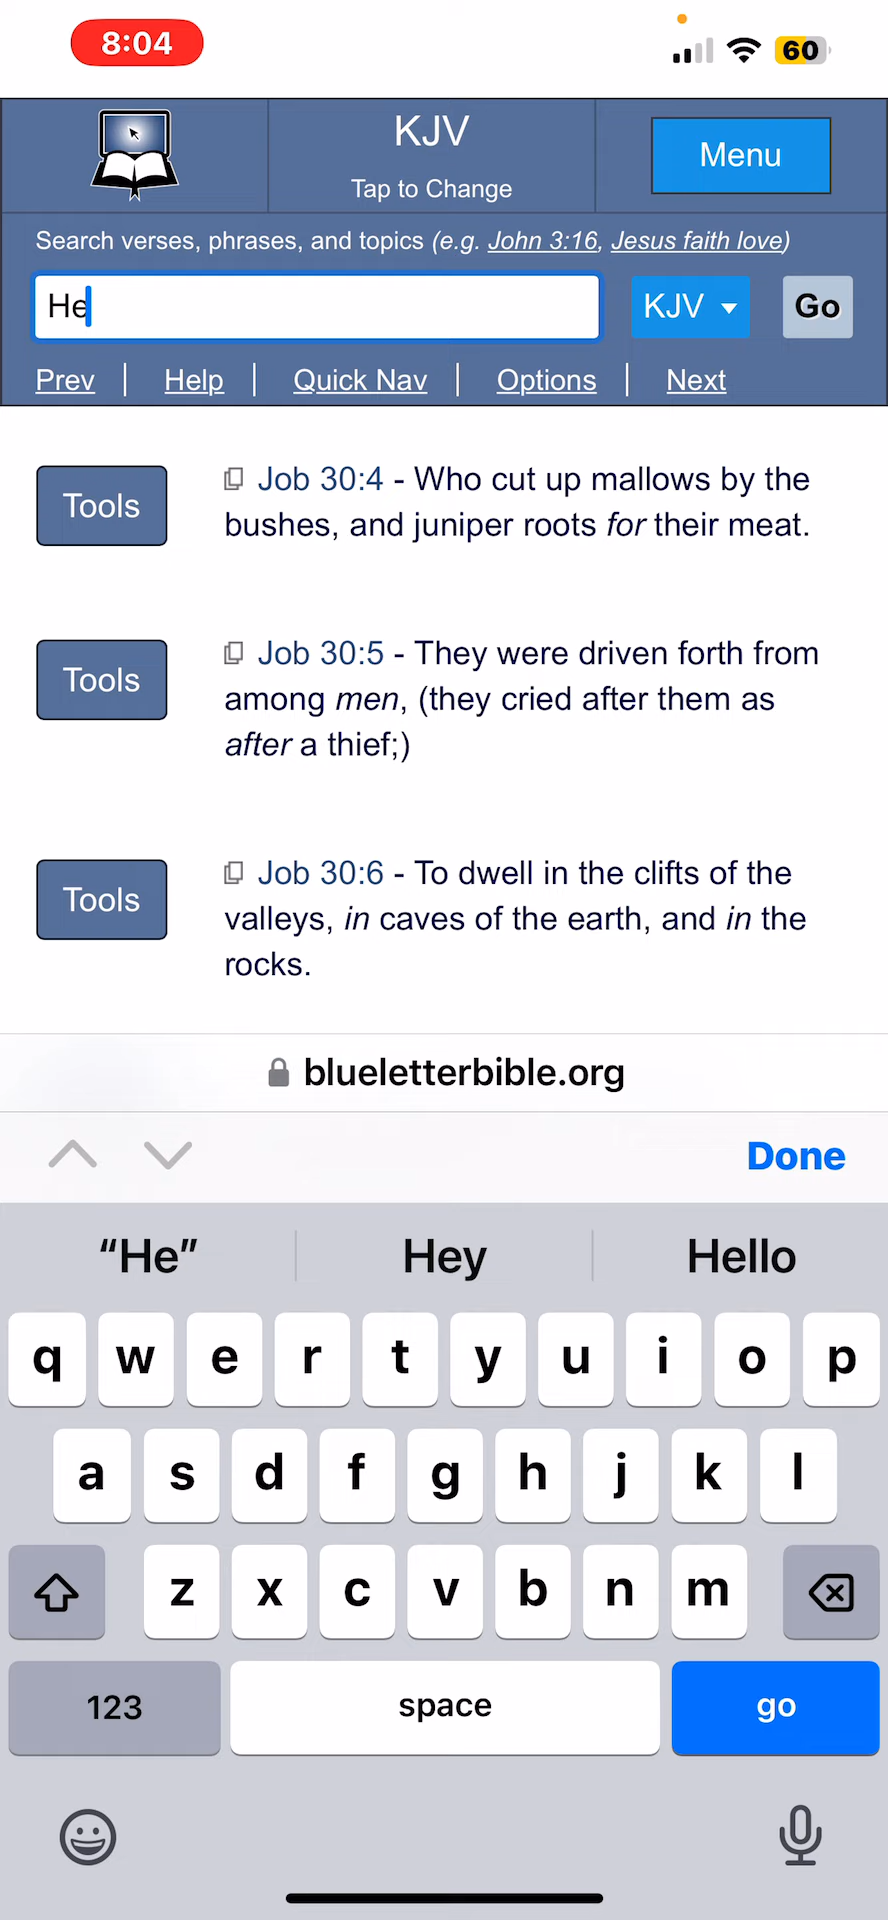 8:04
60
KJV
Tap to Change
Menu
Search verses, phrases, and topics (e.g. John 3:16, Jesus faith love)
He
KJV
Go
Prev | Help | Quick Nav | Options | Next
Tools
Job 30:4 - Who cut up mallows by the
bushes, and juniper roots for their meat.
Tools
Job 30:5 - They were driven forth from
among men, (they cried after them as
after a thief;)
Tools
Job 30:6 - To dwell in the clifts of the
valleys, in caves of the earth, and in the
rocks.
blueletterbible.org
Done
“He” Hey Hello
q w e r t y u i o p
a s d f g h j k l
z x c v b n m
123 space go